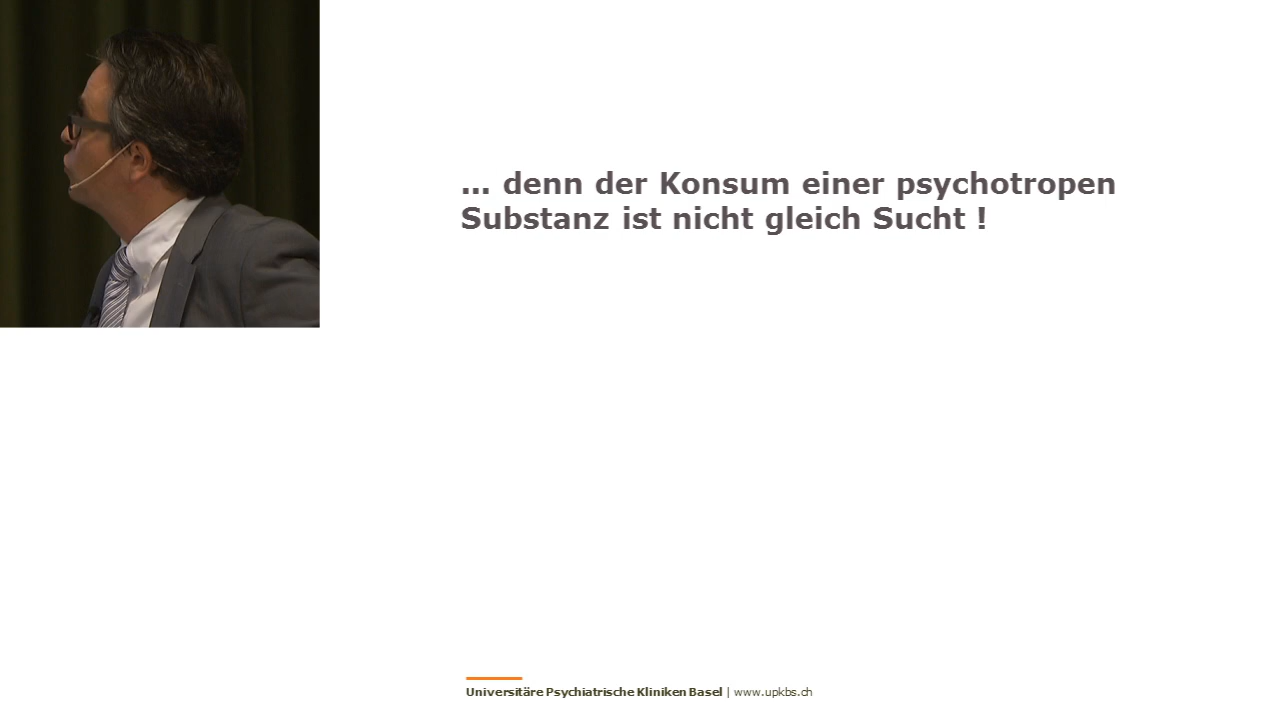 ... denn der Konsum einer psychotropen
Substanz ist nicht gleich Sucht !
Universitäre Psychiatrische Kliniken Basel | www.upkbs.ch